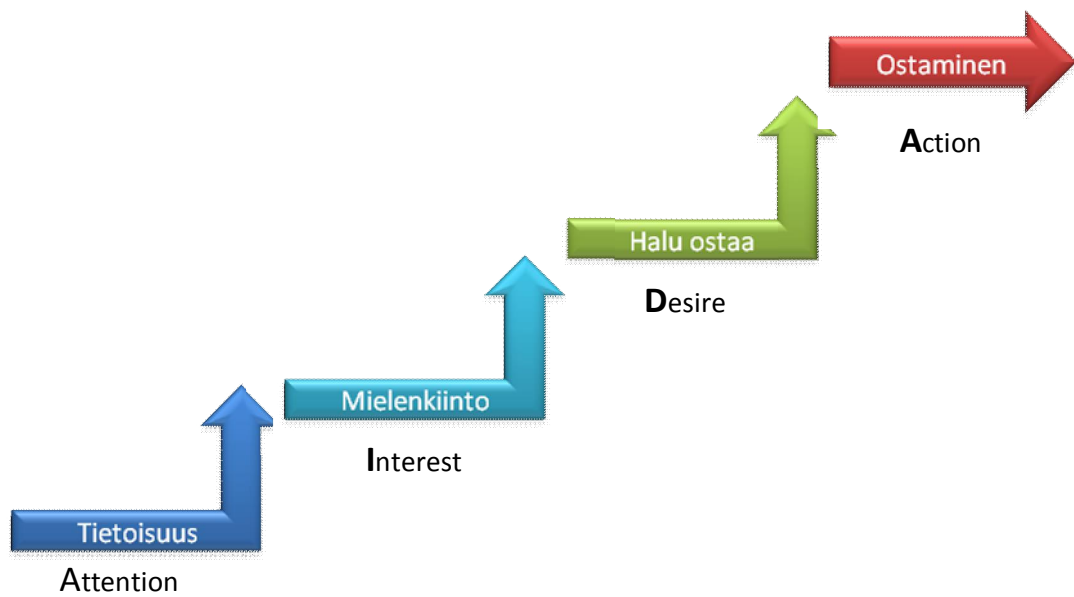 Ostaminen
Action
Halu ostaa
Desire
Mielenkiinto
Interest
Tietoisuus
Attention